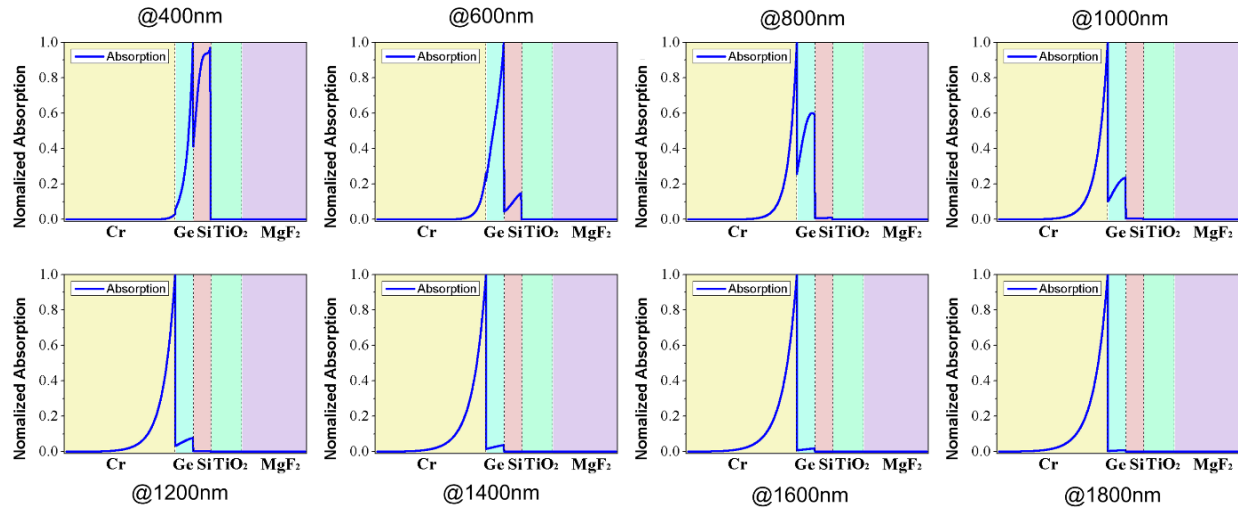 @400nm @600nm @800nm @1000nm
Nomalized Absorption
1.0
0.8
0.6
0.4
0.2
0.0
Absorption
Cr Ge Si TiO₂ MgF₂
Nomalized Absorption
1.0
0.8
0.6
0.4
0.2
0.0
Absorption
Cr Ge Si TiO₂ MgF₂
Nomalized Absorption
1.0
0.8
0.6
0.4
0.2
0.0
Absorption
Cr Ge Si TiO₂ MgF₂
Nomalized Absorption
1.0
0.8
0.6
0.4
0.2
0.0
Absorption
Cr Ge Si TiO₂ MgF₂
Nomalized Absorption
1.0
0.8
0.6
0.4
0.2
0.0
Absorption
Cr Ge Si TiO₂ MgF₂
Nomalized Absorption
1.0
0.8
0.6
0.4
0.2
0.0
Absorption
Cr Ge Si TiO₂ MgF₂
Nomalized Absorption
1.0
0.8
0.6
0.4
0.2
0.0
Absorption
Cr Ge Si TiO₂ MgF₂
Nomalized Absorption
1.0
0.8
0.6
0.4
0.2
0.0
Absorption
Cr Ge Si TiO₂ MgF₂
@1200nm @1400nm @1600nm @1800nm